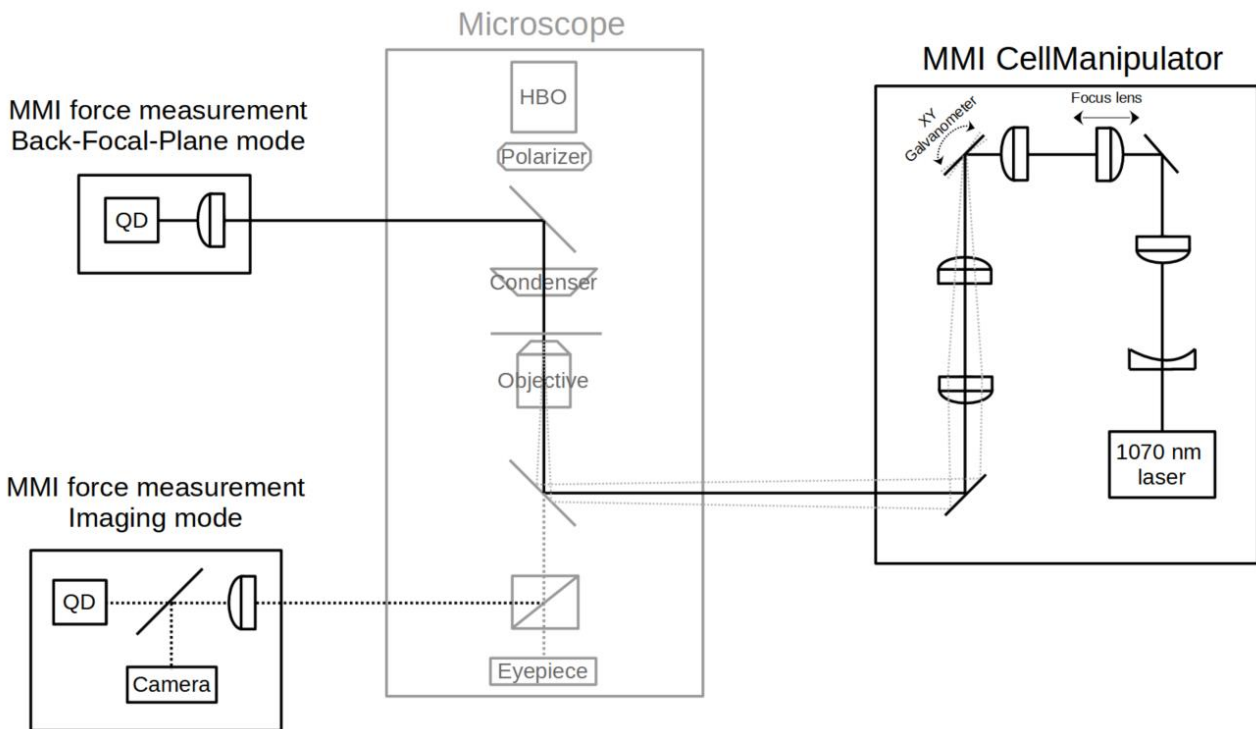 Microscope
HBO
Polarizer
Condenser
Objective
Eyepiece
MMI force measurement
Back-Focal-Plane mode
QD
MMI force measurement
Imaging mode
QD
Camera
MMI CellManipulator
XY
Galvanometer
Focus lens
1070 nm
laser